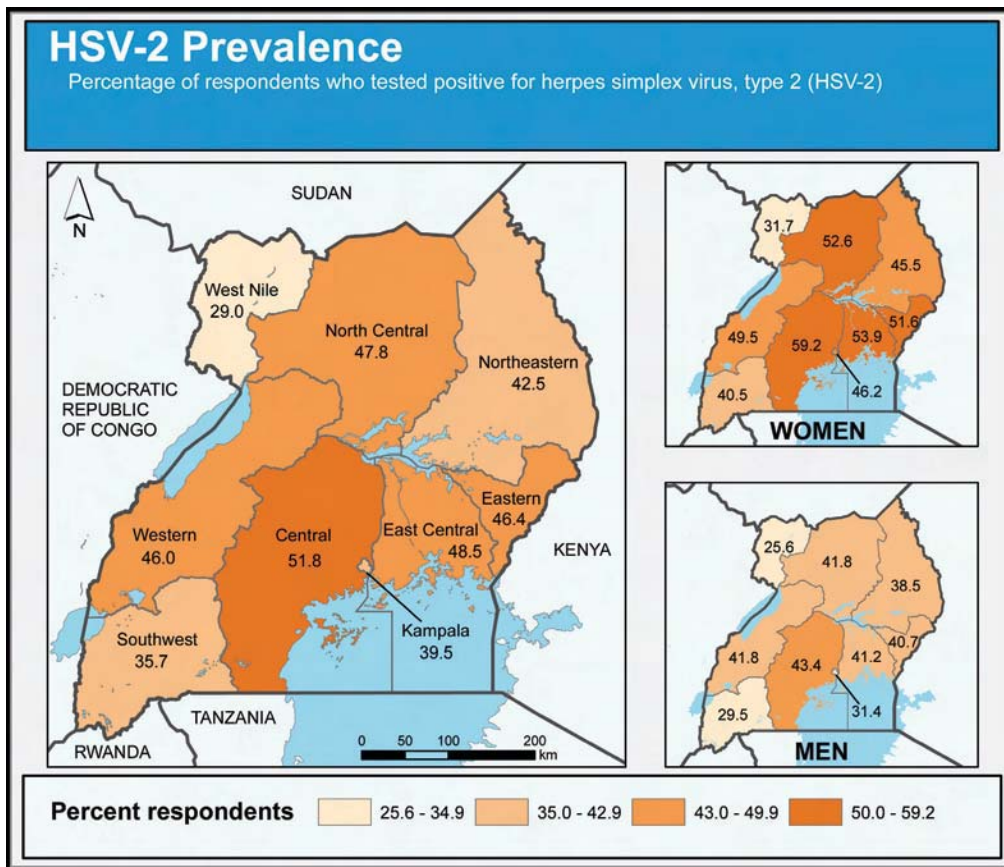 HSV-2 Prevalence
Percentage of respondents who tested positive for herpes simplex virus, type 2 (HSV-2)
N
SUDAN
West Nile
29.0
North Central
47.8
Northeastern
42.5
DEMOCRATIC
REPUBLIC
OF CONGO
Western
46.0
Central
51.8
East Central
48.5
Eastern
46.4
KENYA
Southwest
35.7
Kampala
39.5
TANZANIA
RWANDA
0 50 100 200
km
31.7
52.6
45.5
49.5
59.2
53.9
51.6
40.5
46.2
WOMEN
25.6
41.8
38.5
41.8
43.4
41.2
40.7
29.5
31.4
MEN
Percent respondents 25.6 - 34.9 35.0 - 42.9 43.0 - 49.9 50.0 - 59.2